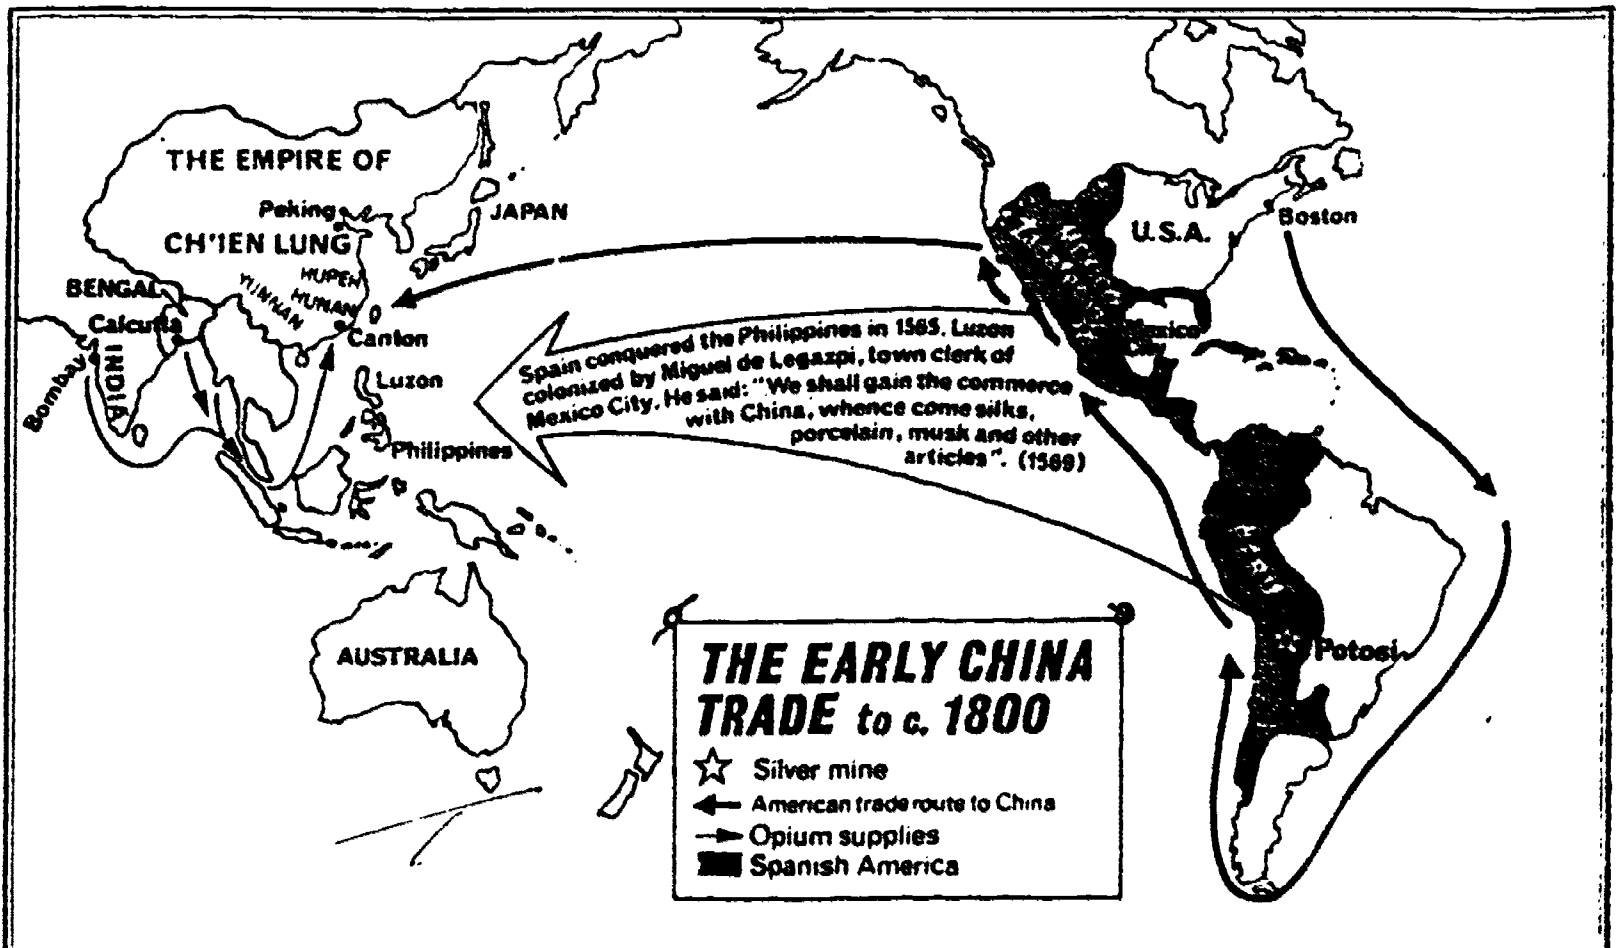 THE EMPIRE OF
Peking
JAPAN
CH'IEN LUNG
HUPEH
YUNNAN
HUNAN
BENGAL
Calcutta
Canton
INDIA
Bombay
Luzon
Philippines
AUSTRALIA
U.S.A.
Boston
Mexico
City
Potosi
Spain conquered the Philippines in 1565. Luzon
colonized by Miguel de Legazpi, town clerk of
Mexico City. He said: "We shall gain the commerce
with China, whence come silks,
porcelain, musk and other
articles". (1569)
THE EARLY CHINA
TRADE to c. 1800
Silver mine
American trade route to China
Opium supplies
Spanish America